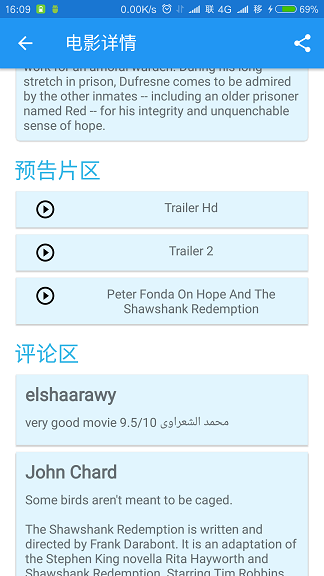 16:09 0.00K/s 联 4G 移 69%
电影详情
work for an amoral warden. During his long
stretch in prison, Dufresne comes to be admired
by the other inmates -- including an older prisoner
named Red -- for his integrity and unquenchable
sense of hope.
预告片区
Trailer Hd
Trailer 2
Peter Fonda On Hope And The
Shawshank Redemption
评论区
elshaarawy
very good movie 9.5/10 محمد الشعراوى
John Chard
Some birds aren't meant to be caged.
The Shawshank Redemption is written and
directed by Frank Darabont. It is an adaptation of
the Stephen King novella Rita Hayworth and
Shawshank Redemption. Starring Tim Robbins